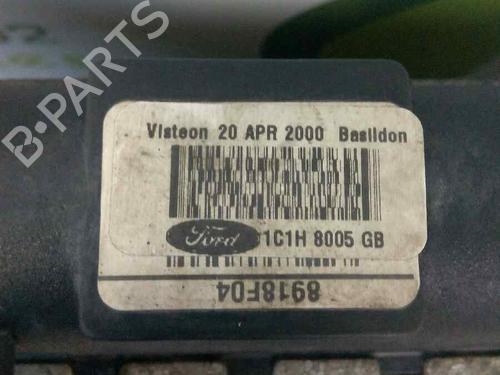 Visteon 20 APR 2000 Basildon
Ford 1C1H 8005 GB
8918F04
B-PARTS